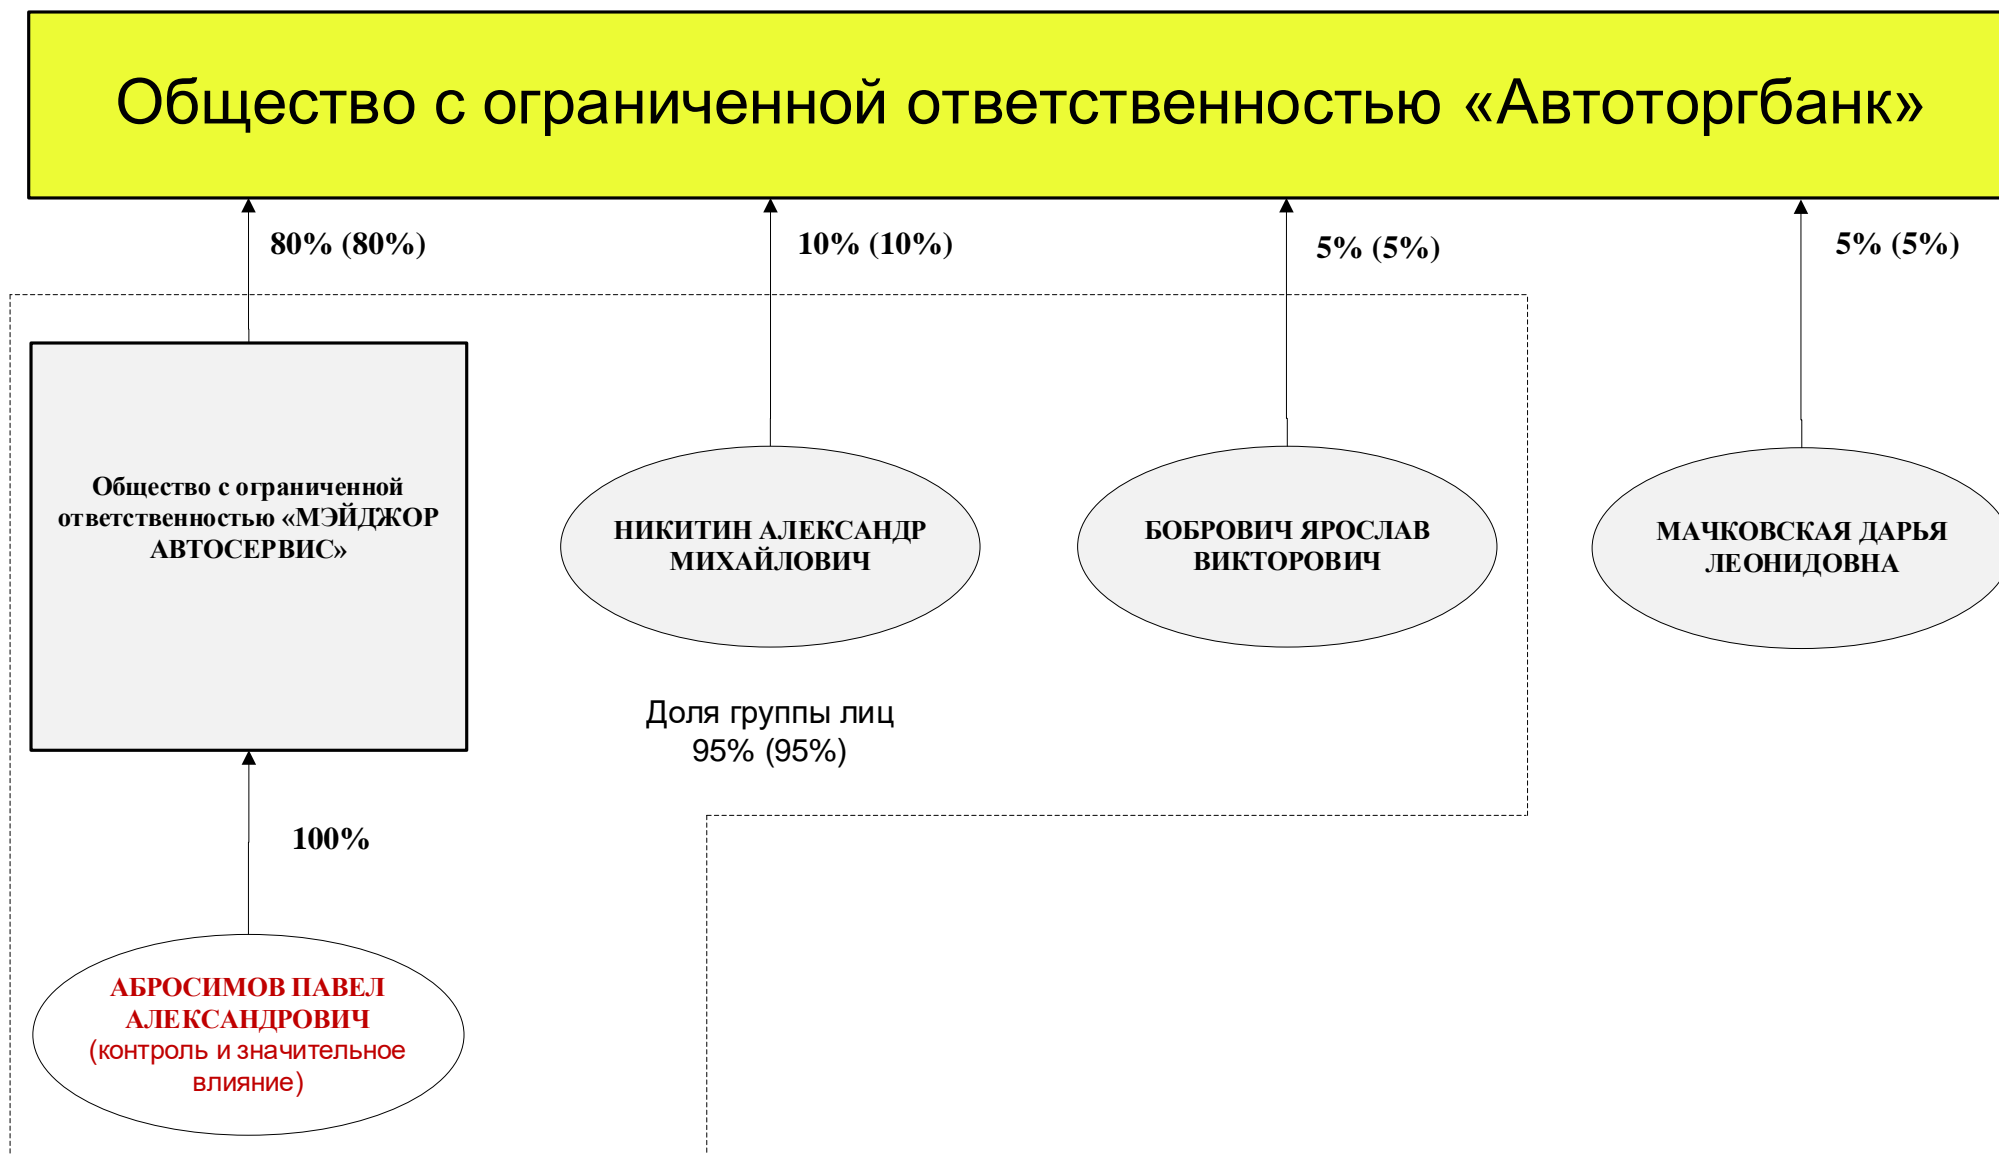 Общество с ограниченной ответственностью «Автоторгбанк»
80% (80%)
10% (10%)
5% (5%)
5% (5%)
Общество с ограниченной
ответственностью «МЭЙДЖОР
АВТОСЕРВИС»
НИКИТИН АЛЕКСАНДР
МИХАЙЛОВИЧ
БОБРОВИЧ ЯРОСЛАВ
ВИКТОРОВИЧ
МАЧКОВСКАЯ ДАРЬЯ
ЛЕОНИДОВНА
Доля группы лиц
95% (95%)
100%
АБРОСИМОВ ПАВЕЛ
АЛЕКСАНДРОВИЧ
(контроль и значительное
влияние)